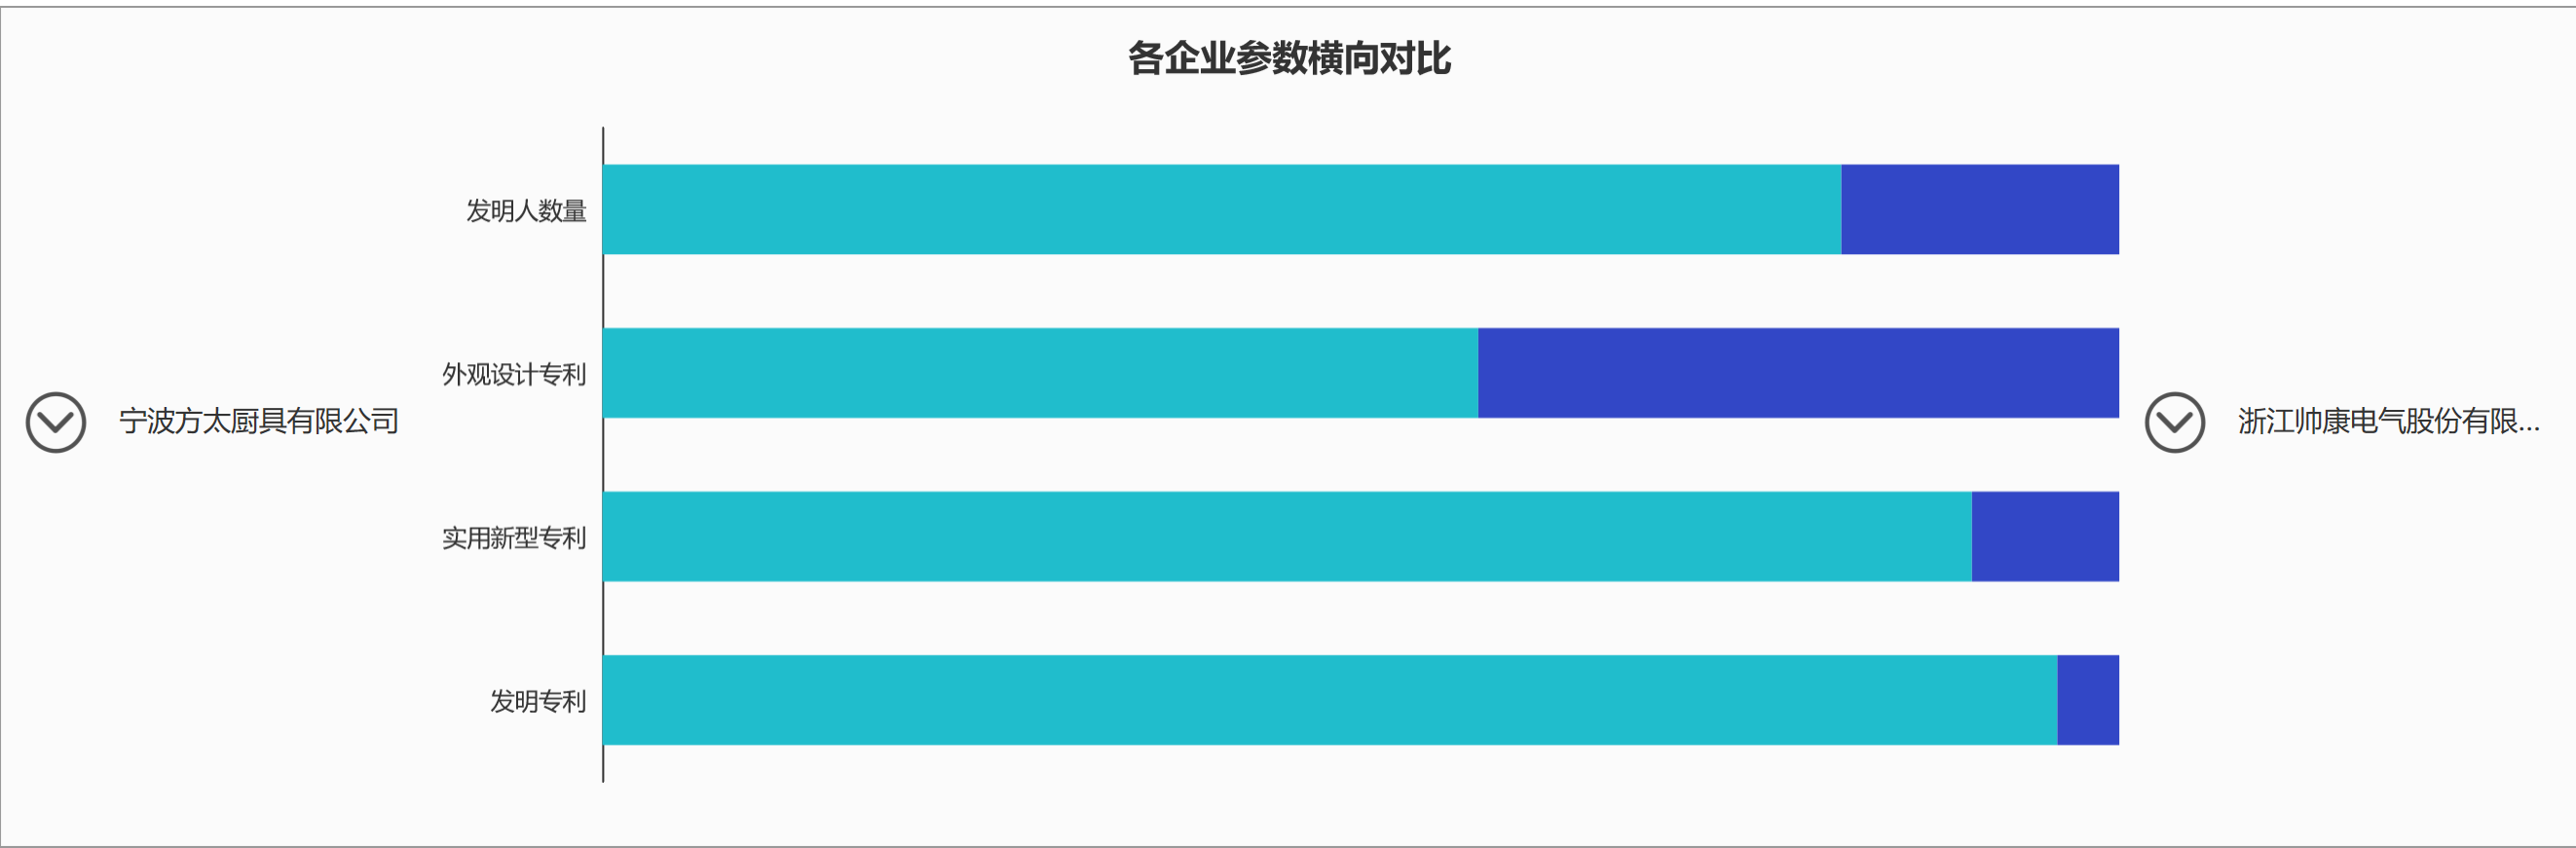 各企业参数横向对比
发明人数量
外观设计专利
宁波方太厨具有限公司
浙江帅康电气股份有限...
实用新型专利
发明专利